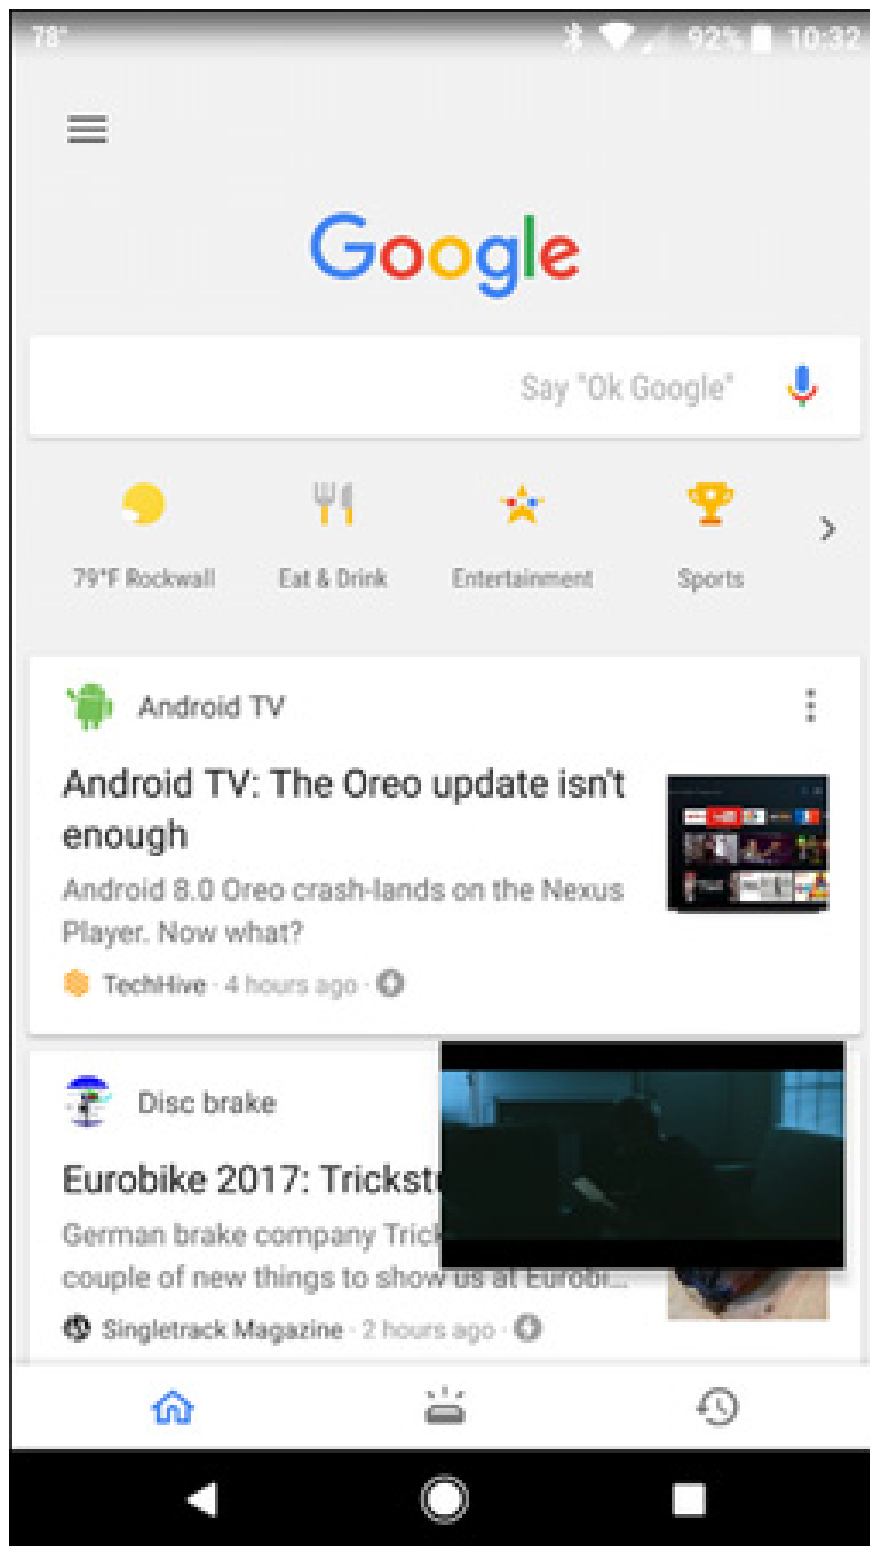 78°
92% 10:32
Google
Say "Ok Google"
79°F Rockwall
Eat & Drink
Entertainment
Sports
Android TV
Android TV: The Oreo update isn't
enough
Android 8.0 Oreo crash-lands on the Nexus
Player. Now what?
TechHive · 4 hours ago ·
Disc brake
Eurobike 2017:
German brake company
couple of new things to show us at Eurobi...
Singletrack Magazine · 2 hours ago ·